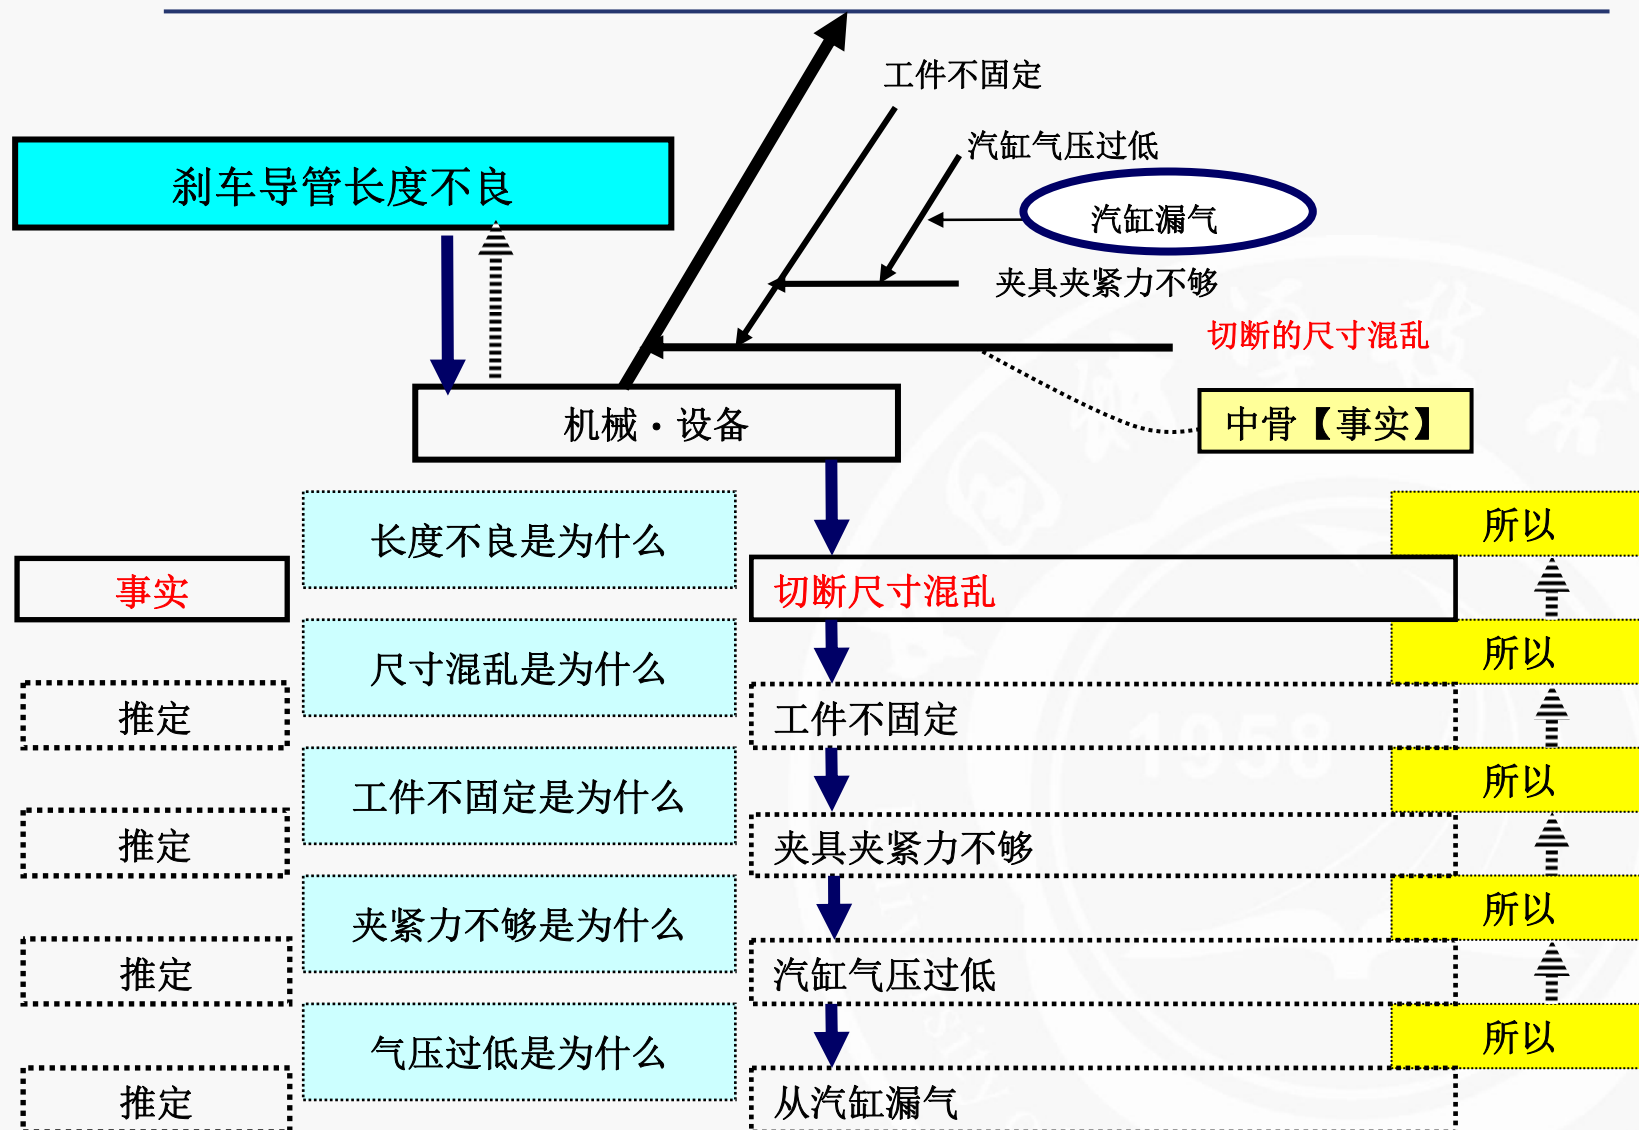 工件不固定
汽缸气压过低
刹车导管长度不良
汽缸漏气
夹具夹紧力不够
切断的尺寸混乱
机械·设备
中骨【事实】
长度不良是为什么
所以
事实
切断尺寸混乱
尺寸混乱是为什么
所以
推定
工件不固定
工件不固定是为什么
所以
推定
夹具夹紧力不够
夹紧力不够是为什么
所以
推定
汽缸气压过低
气压过低是为什么
所以
推定
从汽缸漏气
1958